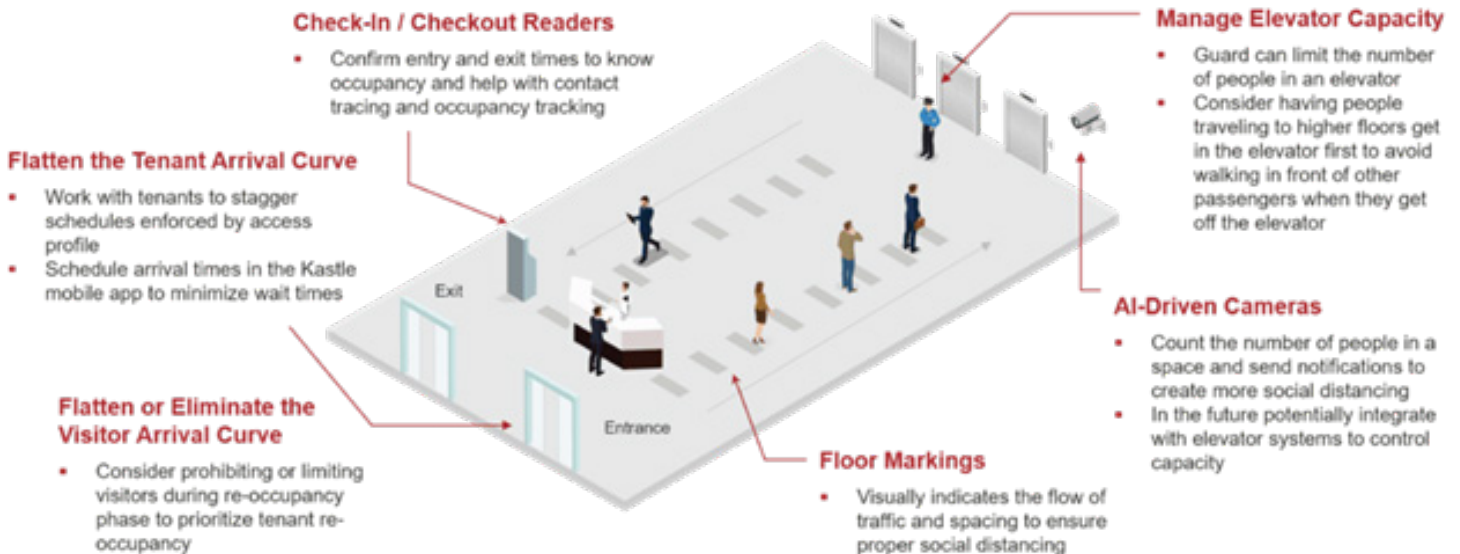 Check-In / Checkout Readers
▪ Confirm entry and exit times to know
occupancy and help with contact
tracing and occupancy tracking
Manage Elevator Capacity
▪ Guard can limit the number
of people in an elevator
▪ Consider having people
traveling to higher floors get
in the elevator first to avoid
walking in front of other
passengers when they get
off the elevator
Flatten the Tenant Arrival Curve
▪ Work with tenants to stagger
schedules enforced by access
profile
▪ Schedule arrival times in the Kastle
mobile app to minimize wait times
Exit
Entrance
AI-Driven Cameras
▪ Count the number of people in a
space and send notifications to
create more social distancing
▪ In the future potentially integrate
with elevator systems to control
capacity
Flatten or Eliminate the
Visitor Arrival Curve
▪ Consider prohibiting or limiting
visitors during re-occupancy
phase to prioritize tenant re-
occupancy
Floor Markings
▪ Visually indicates the flow of
traffic and spacing to ensure
proper social distancing